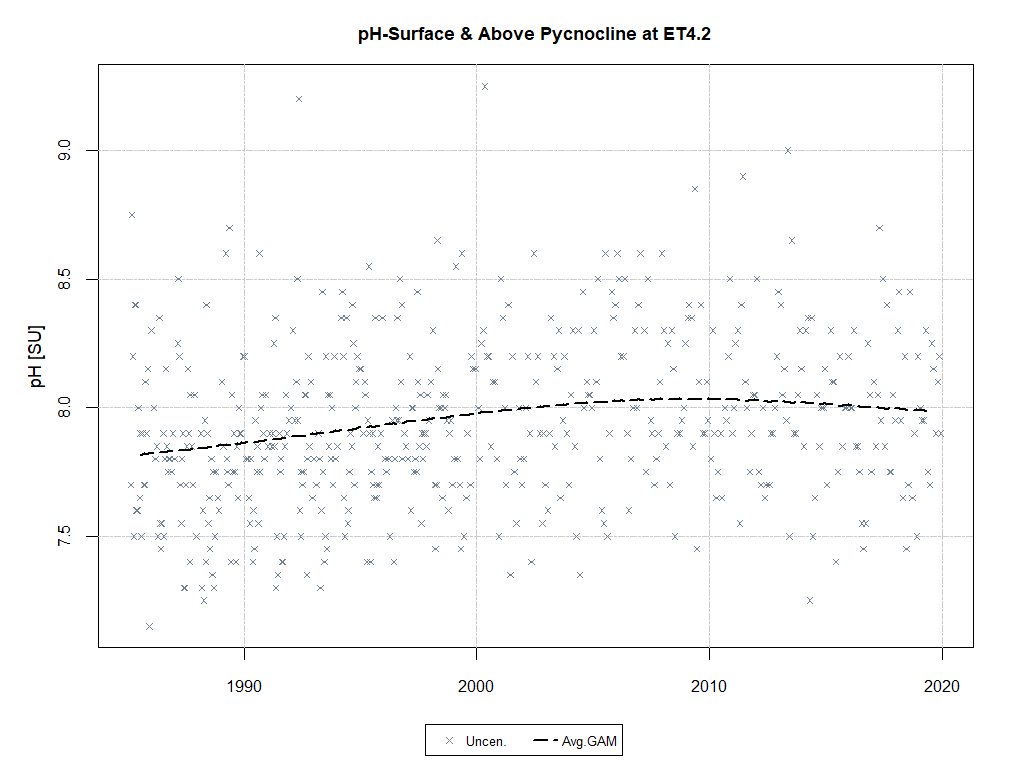 pH-Surface & Above Pycnocline at ET4.2
pH [SU]
9.0
8.5
8.0
7.5
1990 2000 2010 2020
Uncen. Avg.GAM